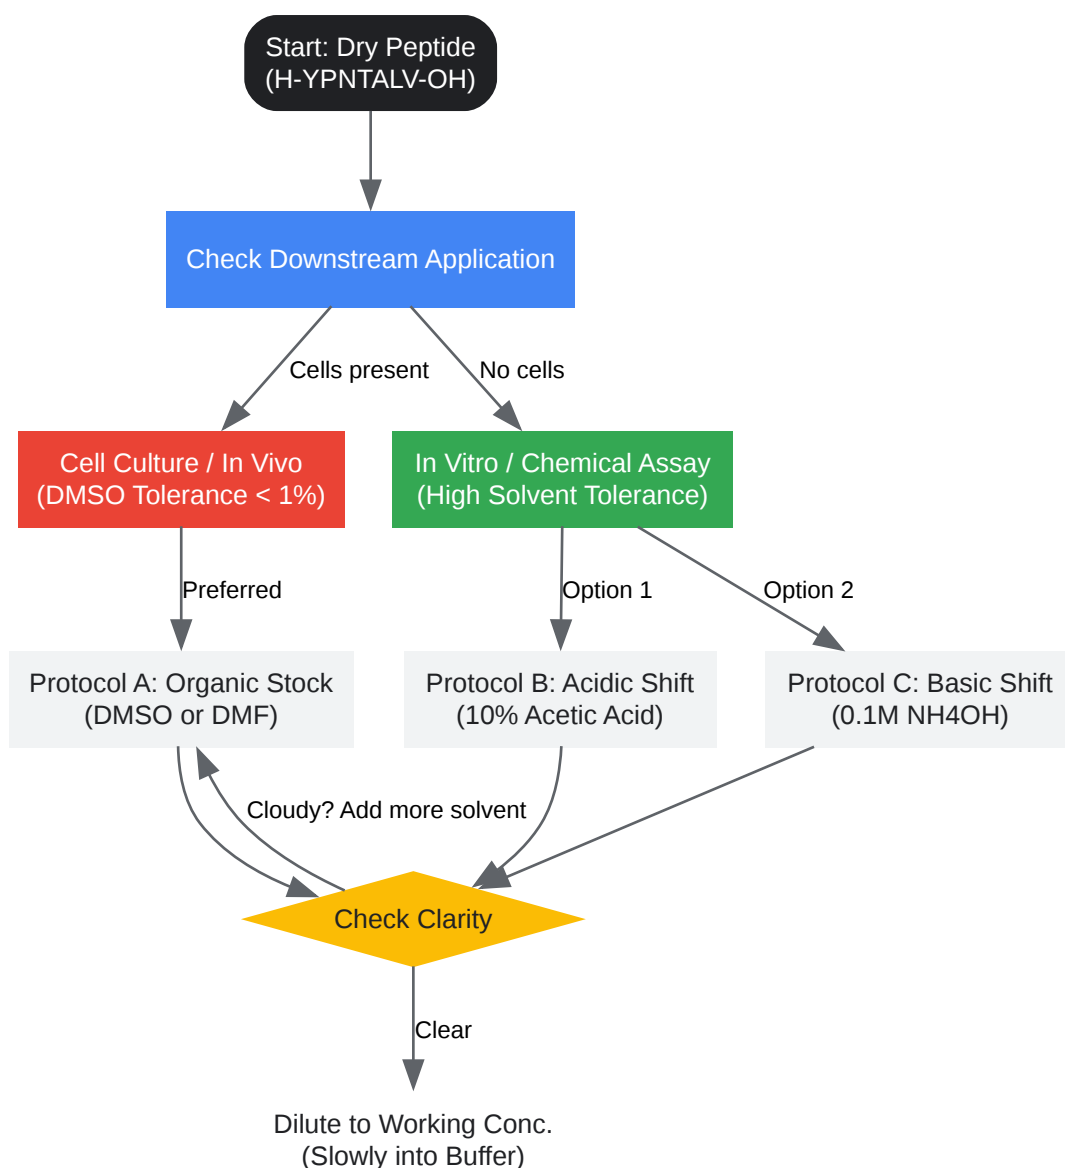 Start: Dry Peptide
(H-YPNTALV-OH)
Check Downstream Application
Cells present
No cells
Cell Culture / In Vivo
(DMSO Tolerance < 1%)
In Vitro / Chemical Assay
(High Solvent Tolerance)
Preferred
Option 1
Option 2
Protocol A: Organic Stock
(DMSO or DMF)
Protocol B: Acidic Shift
(10% Acetic Acid)
Protocol C: Basic Shift
(0.1M NH4OH)
Cloudy? Add more solvent
Check Clarity
Clear
Dilute to Working Conc.
(Slowly into Buffer)